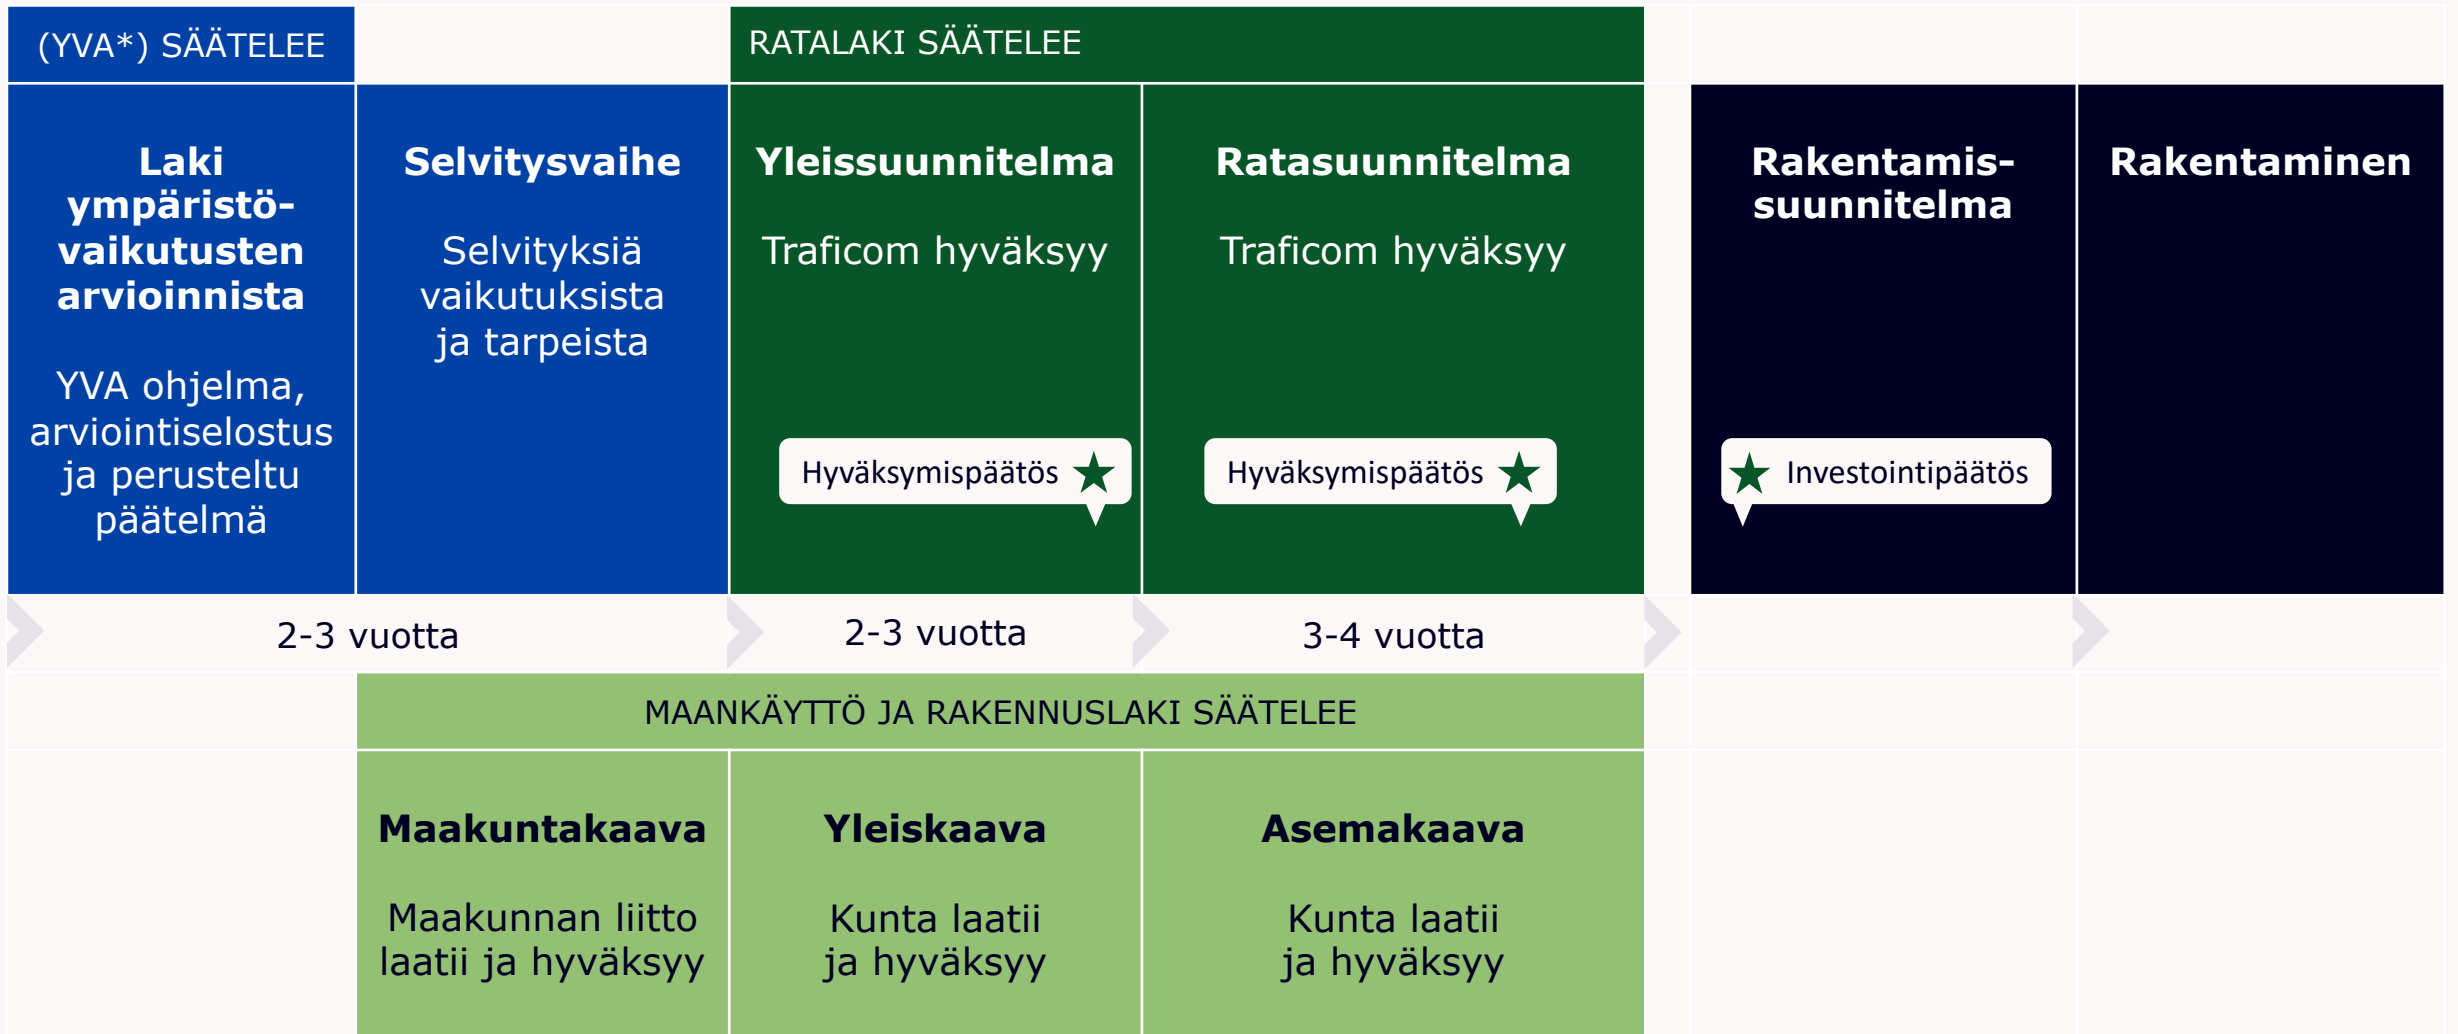 (YVA*) SÄÄTELEE
RATALAKI SÄÄTELEE
Laki
ympäristö-
vaikutusten
arvioinnista
YVA ohjelma,
arviointiselostus
ja perusteltu
päätelmä
Selvitysvaihe
Selvityksiä
vaikutuksista
ja tarpeista
Yleissuunnitelma
Traficom hyväksyy
Hyväksymispäätös
Ratasuunnitelma
Traficom hyväksyy
Hyväksymispäätös
Rakentamis-
suunnitelma
Investointipäätös
Rakentaminen
2-3 vuotta
2-3 vuotta
3-4 vuotta
MAANKÄYTTÖ JA RAKENNUSLAKI SÄÄTELEE
Maakuntakaava
Maakunnan liitto
laatii ja hyväksyy
Yleiskaava
Kunta laatii
ja hyväksyy
Asemakaava
Kunta laatii
ja hyväksyy